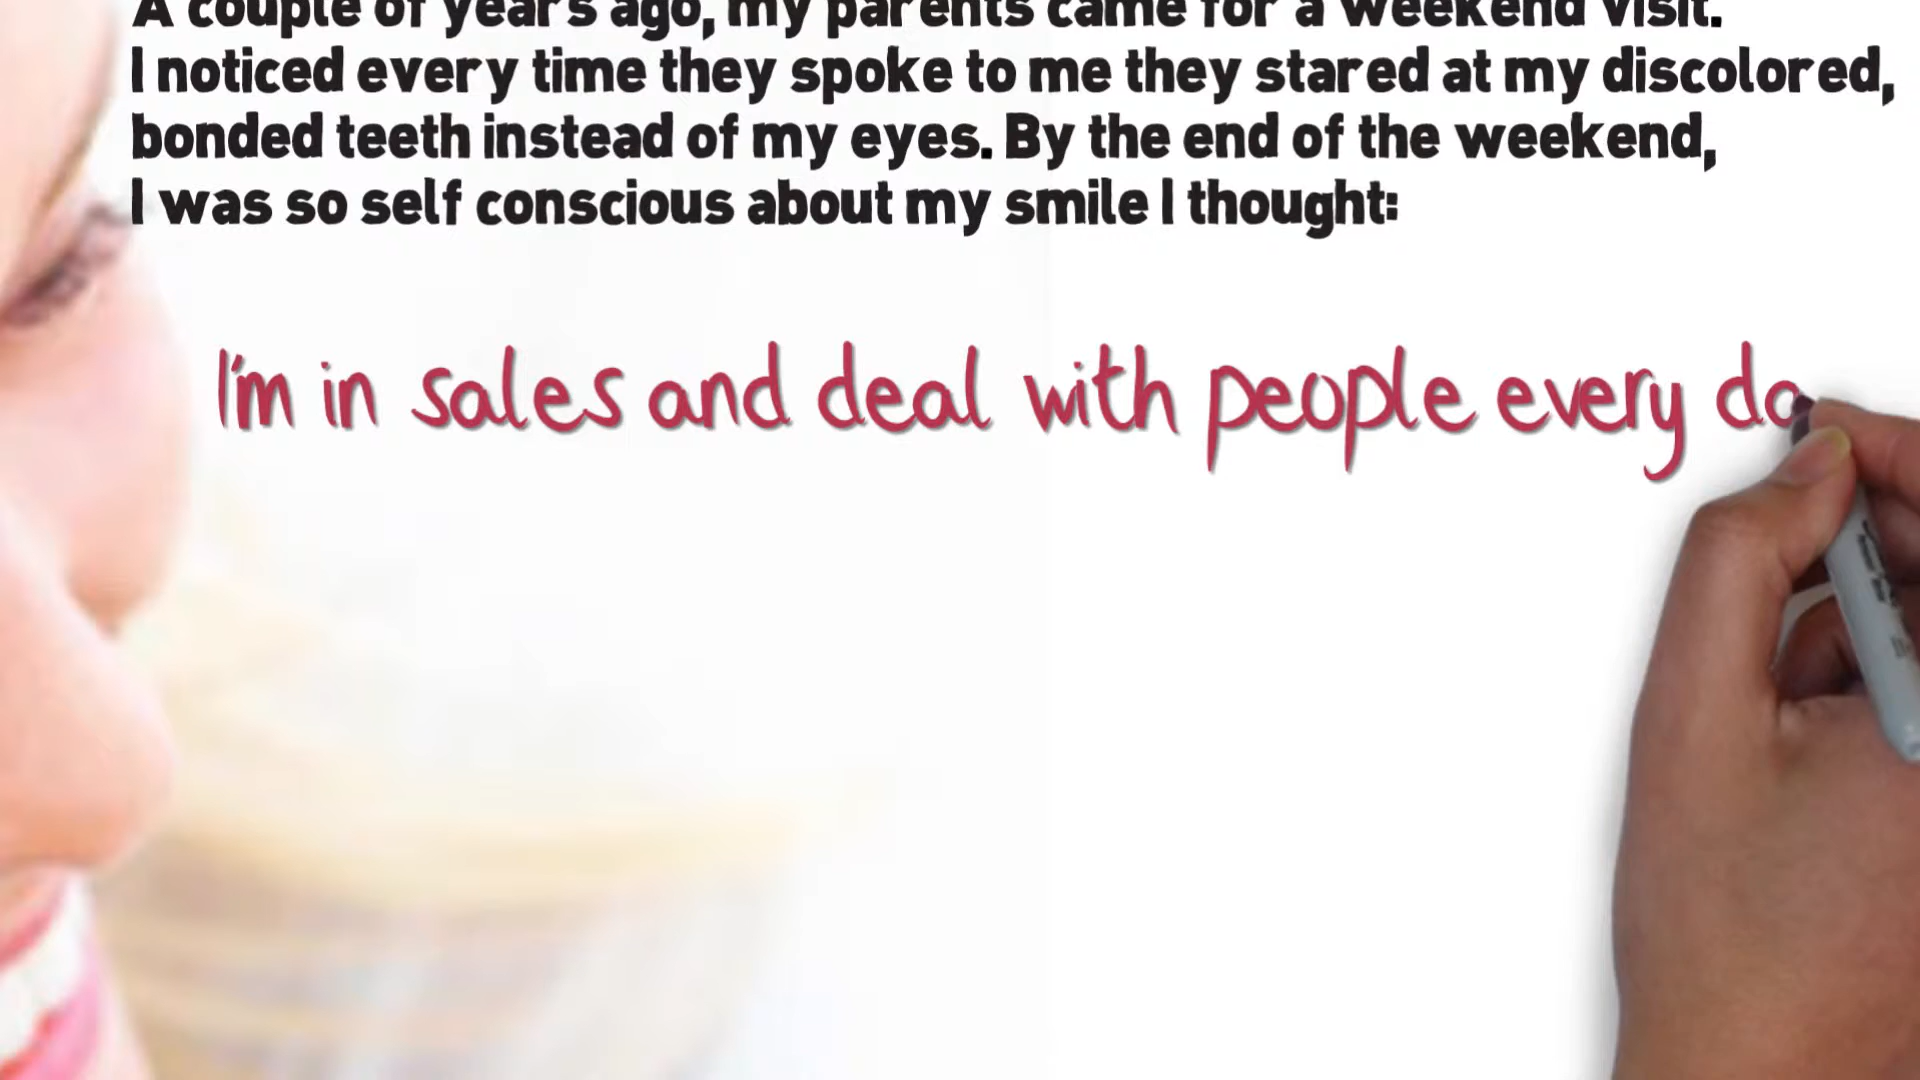 A couple of years ago, my parents came for a weekend visit.
I noticed every time they spoke to me they stared at my discolored,
bonded teeth instead of my eyes. By the end of the weekend,
I was so self conscious about my smile I thought:
I'm in sales and deal with people every da